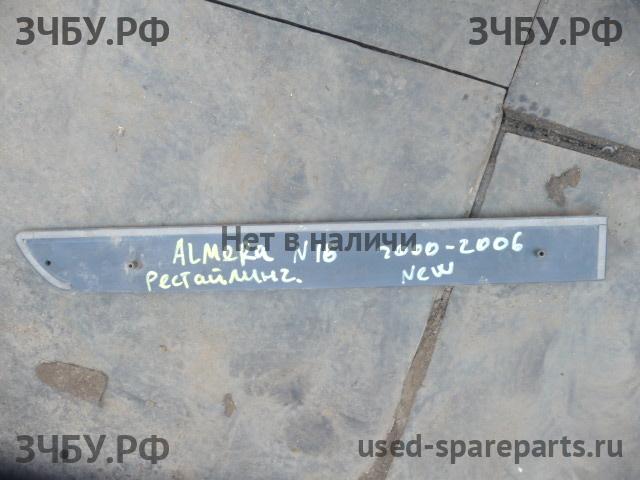 ЗЧБУ.РФ ЗЧБУ.РФ
Нет в наличи
ALMERA N16 2000-2006
Рестайлинг. New
ЗЧБУ.РФ used-spareparts.ru